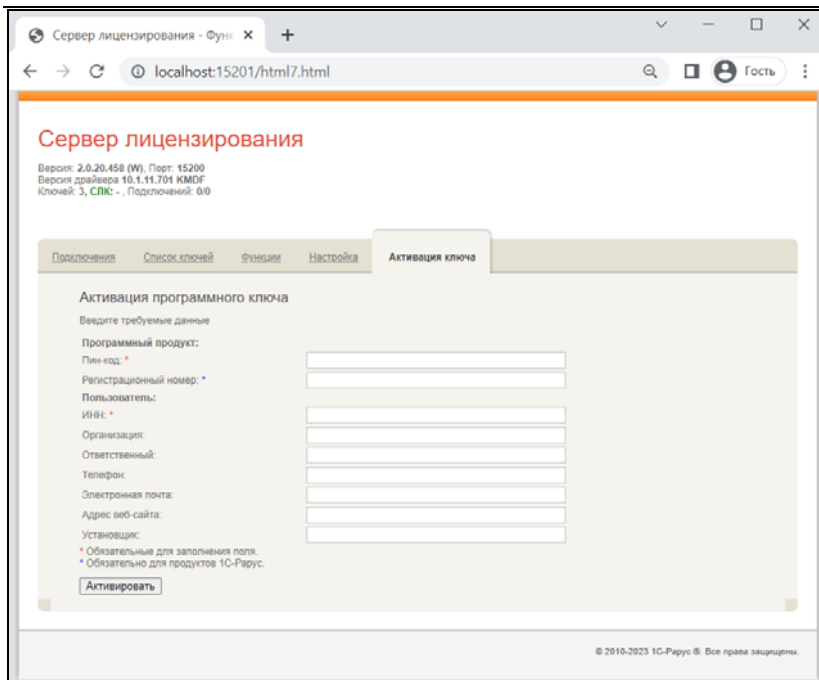 Сервер лицензирования - Функ
localhost:15201/html7.html
Гость
Сервер лицензирования
Версия: 2.0.20.458 (W), Порт: 15200
Версия драйвера 10.1.11.701 KMDF
Ключей: 3, СЛК: - , Подключений: 0/0
Подключения Список ключей Функции Настройка Активация ключа
Активация программного ключа
Введите требуемые данные
Программный продукт:
Пин-код: *
Регистрационный номер: *
Пользователь:
ИНН: *
Организация:
Ответственный:
Телефон:
Электронная почта:
Адрес веб-сайта:
Установщик:
* Обязательные для заполнения поля.
* Обязательно для продуктов 1С-Рарус.
Активировать
© 2010-2023 1С-Рарус ®. Все права защищены.